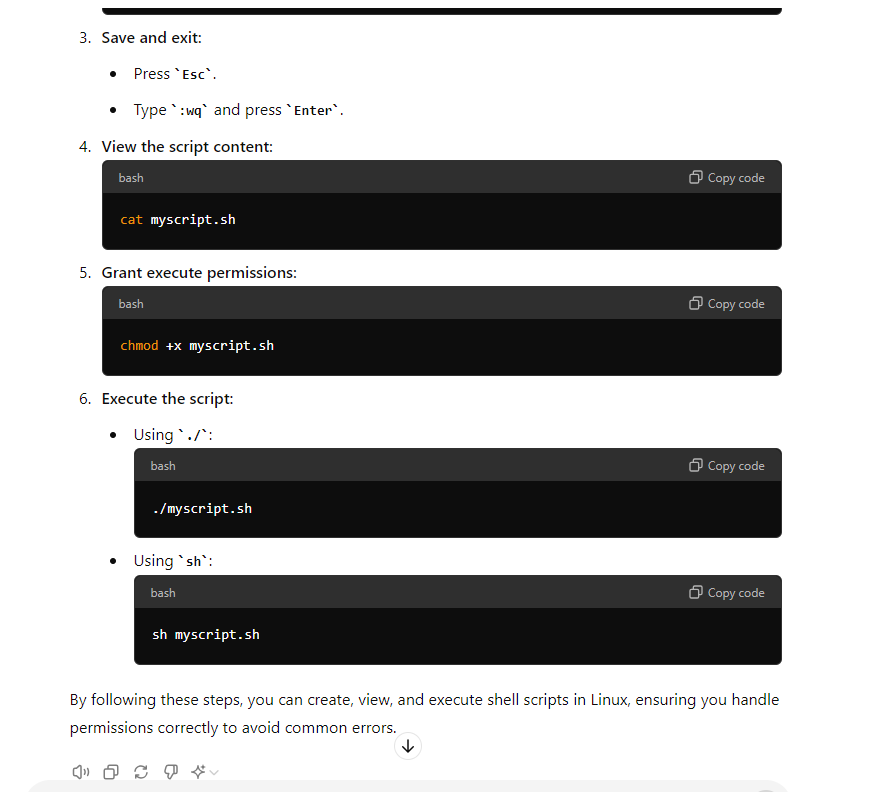 3. Save and exit:
• Press `Esc`.
• Type `:wq` and press `Enter`.
4. View the script content:
bash Copy code
cat myscript.sh
5. Grant execute permissions:
bash Copy code
chmod +x myscript.sh
6. Execute the script:
• Using `./`:
bash Copy code
./myscript.sh
• Using `sh`:
bash Copy code
sh myscript.sh
By following these steps, you can create, view, and execute shell scripts in Linux, ensuring you handle
permissions correctly to avoid common errors.